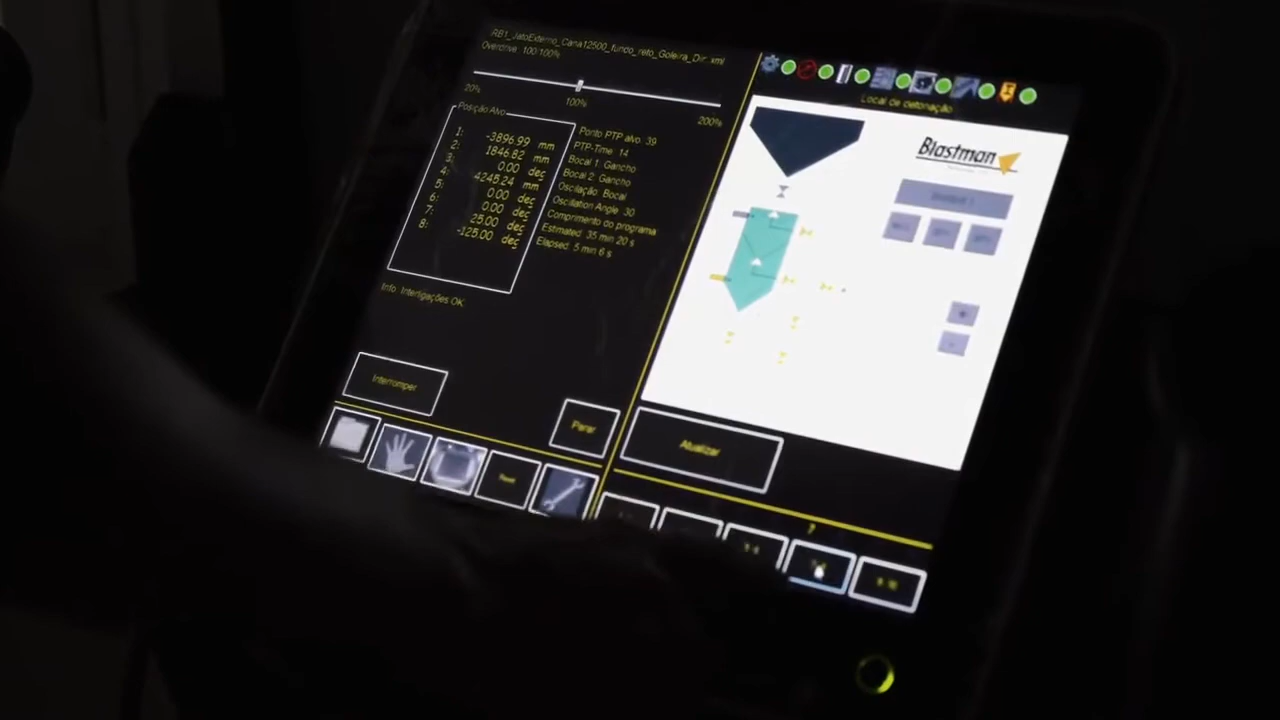 RB1_JatoExterno_Cana12500_fundo_reto_Goleira_Dir.xml
Overdrive: 100/100%
20%
100%
200%
Posição Alvo
1: -3896.99 mm
2: 1846.82 mm
3: 0.00 deg
4: 4245.24 mm
5: 0.00 deg
6: 0.00 deg
7: 25.00 deg
8: -125.00 deg
Ponto PTP alvo: 39
PTP-Time: 14
Bocal 1: Gancho
Bocal 2: Gancho
Oscilação: Bocal
Oscillation Angle: 30
Comprimento do programa
Estimated: 35 min 20 s
Elapsed: 5 min 6 s
Info: Interligações OK
Interromper
Parar
Reset
Local de detonação
Blastman
Atualizar
7